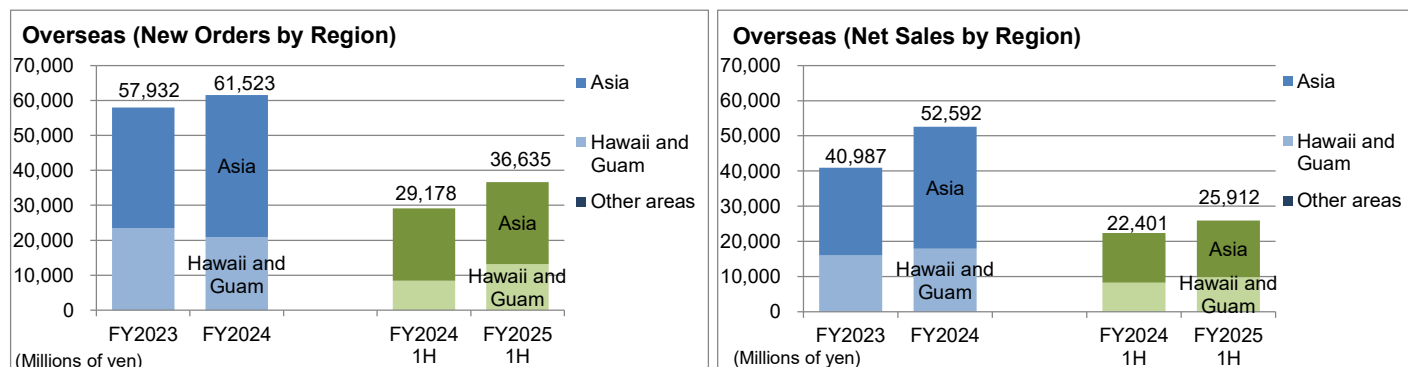 Overseas (New Orders by Region)
70,000
60,000
50,000
40,000
30,000
20,000
10,000
0
57,932
61,523
29,178
36,635
Asia
Hawaii and
Guam
Asia
Hawaii and
Guam
FY2023
FY2024
FY2024
1H
FY2025
1H
(Millions of yen)
Asia
Hawaii and
Guam
Other areas
Overseas (Net Sales by Region)
70,000
60,000
50,000
40,000
30,000
20,000
10,000
0
40,987
52,592
22,401
25,912
Asia
Hawaii and
Guam
Asia
Hawaii and
Guam
FY2023
FY2024
FY2024
1H
FY2025
1H
(Millions of yen)
Asia
Hawaii and
Guam
Other areas